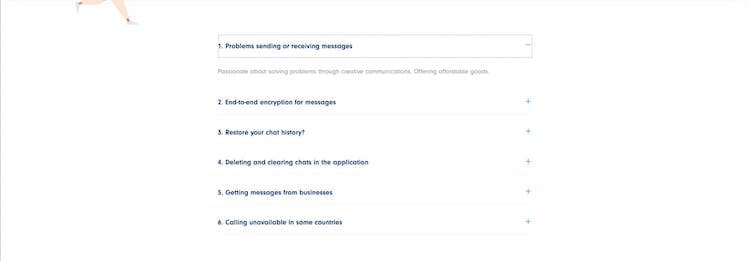 1. Problems sending or receiving messages
Passionate about solving problems through creative communications. Offering affordable goods.
2. End-to-end encryption for messages
3. Restore your chat history?
4. Deleting and clearing chats in the application
5. Getting messages from businesses
6. Calling unavailable in some countries